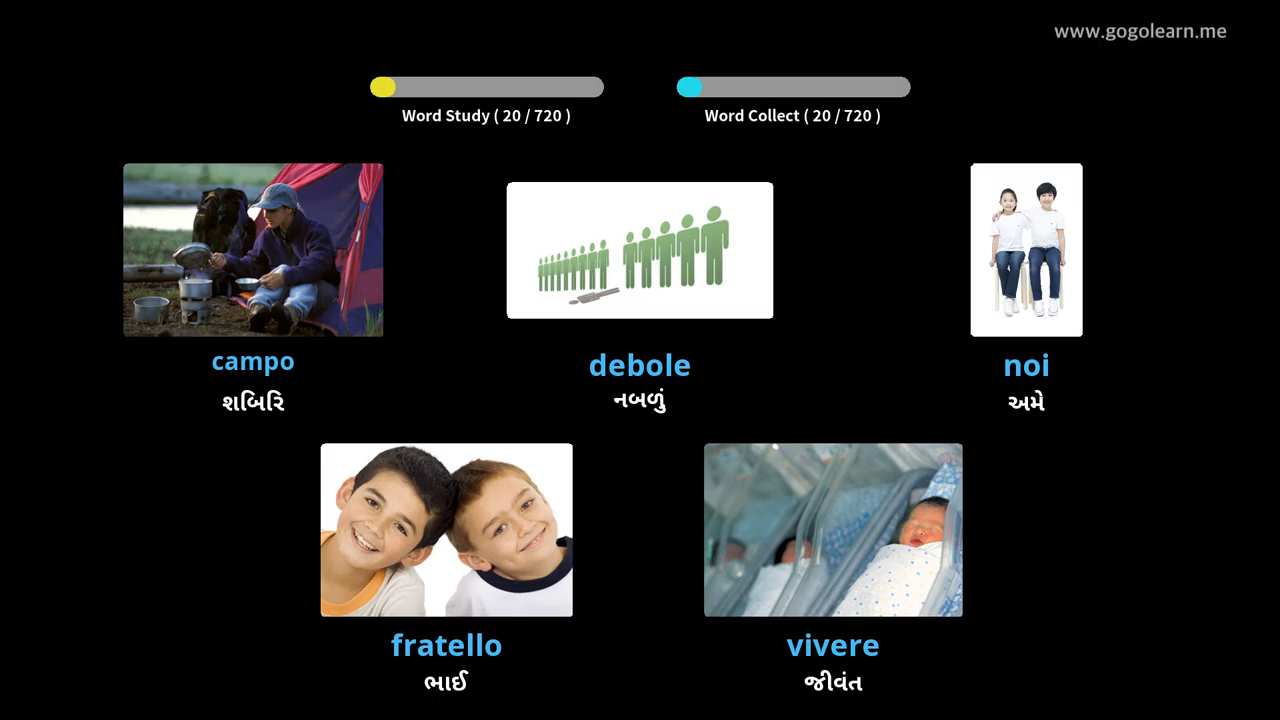 www.gogolearn.me
Word Study ( 20 / 720 )
Word Collect ( 20 / 720 )
campo
શબિરિ
debole
નબળું
noi
અમે
fratello
ભાઈ
vivere
જીવંત